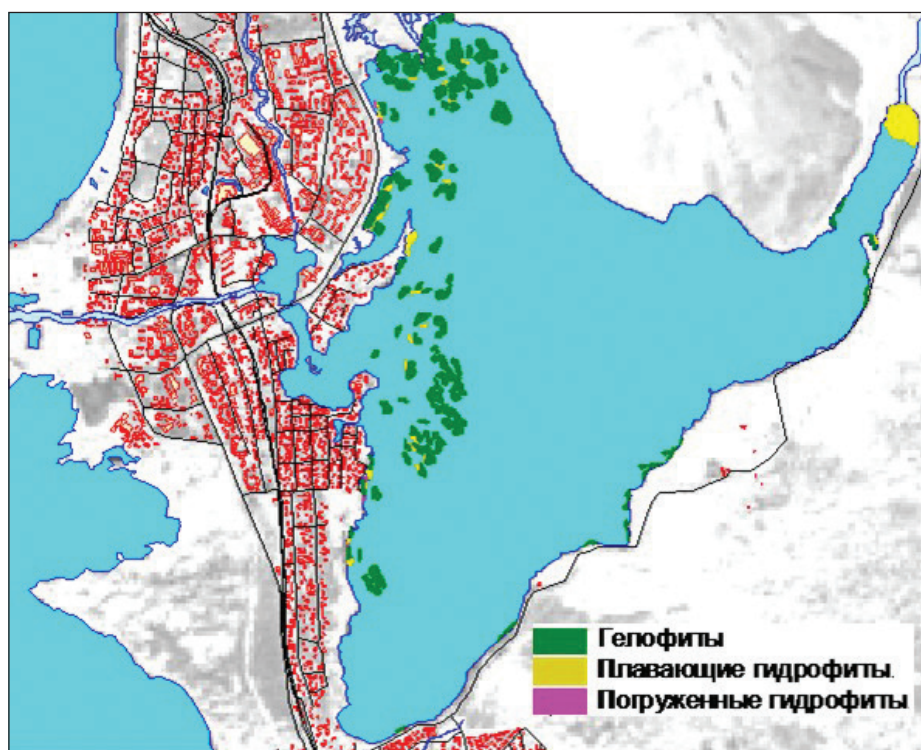 Гелофиты
Плавающие гидрофиты.
Погруженные гидрофиты